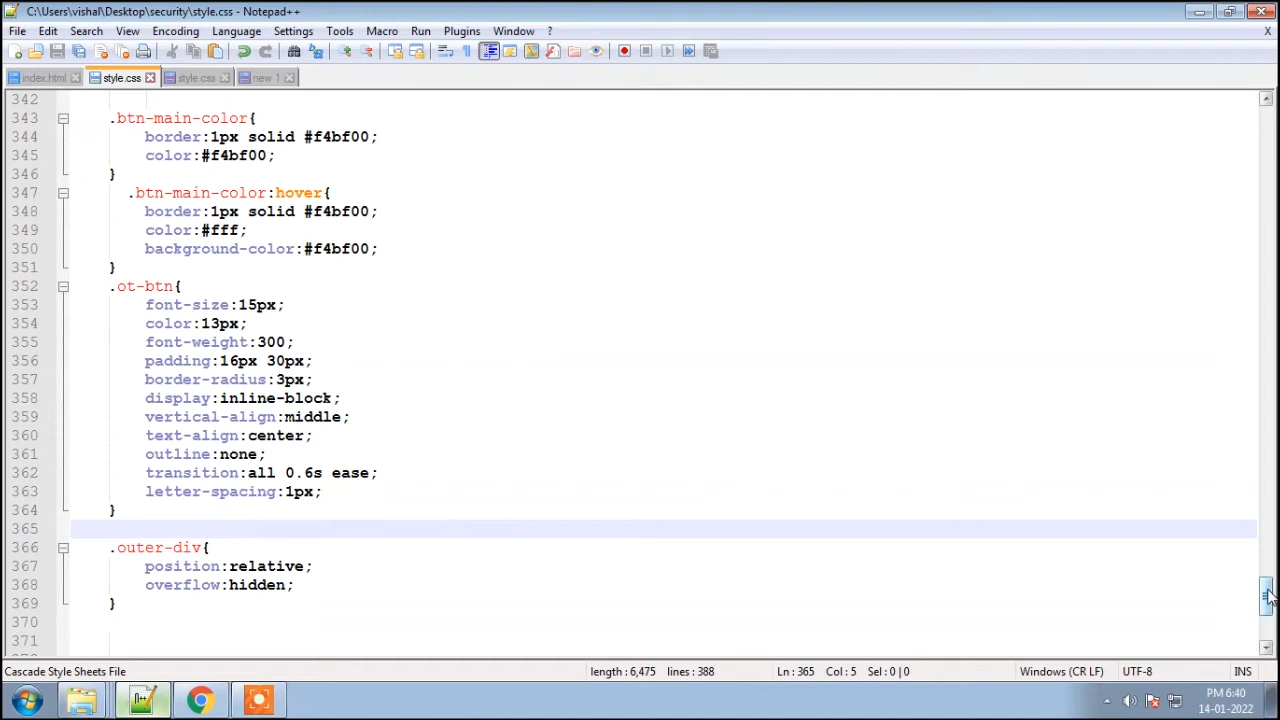 C:\Users\vishal\Desktop\security\style.css - Notepad++
File Edit Search View Encoding Language Settings Tools Macro Run Plugins Window ? X
index.html style.css style.css new 1
342
343 .btn-main-color{
344 border:1px solid #f4bf00;
345 color:#f4bf00;
346 }
347 .btn-main-color:hover{
348 border:1px solid #f4bf00;
349 color:#fff;
350 background-color:#f4bf00;
351 }
352 .ot-btn{
353 font-size:15px;
354 color:13px;
355 font-weight:300;
356 padding:16px 30px;
357 border-radius:3px;
358 display:inline-block;
359 vertical-align:middle;
360 text-align:center;
361 outline:none;
362 transition:all 0.6s ease;
363 letter-spacing:1px;
364 }
365
366 .outer-div{
367 position:relative;
368 overflow:hidden;
369 }
370
371
Cascade Style Sheets File length : 6,475 lines : 388 Ln : 365 Col : 5 Sel : 0 | 0 Windows (CR LF) UTF-8 INS
PM 6:40
14-01-2022